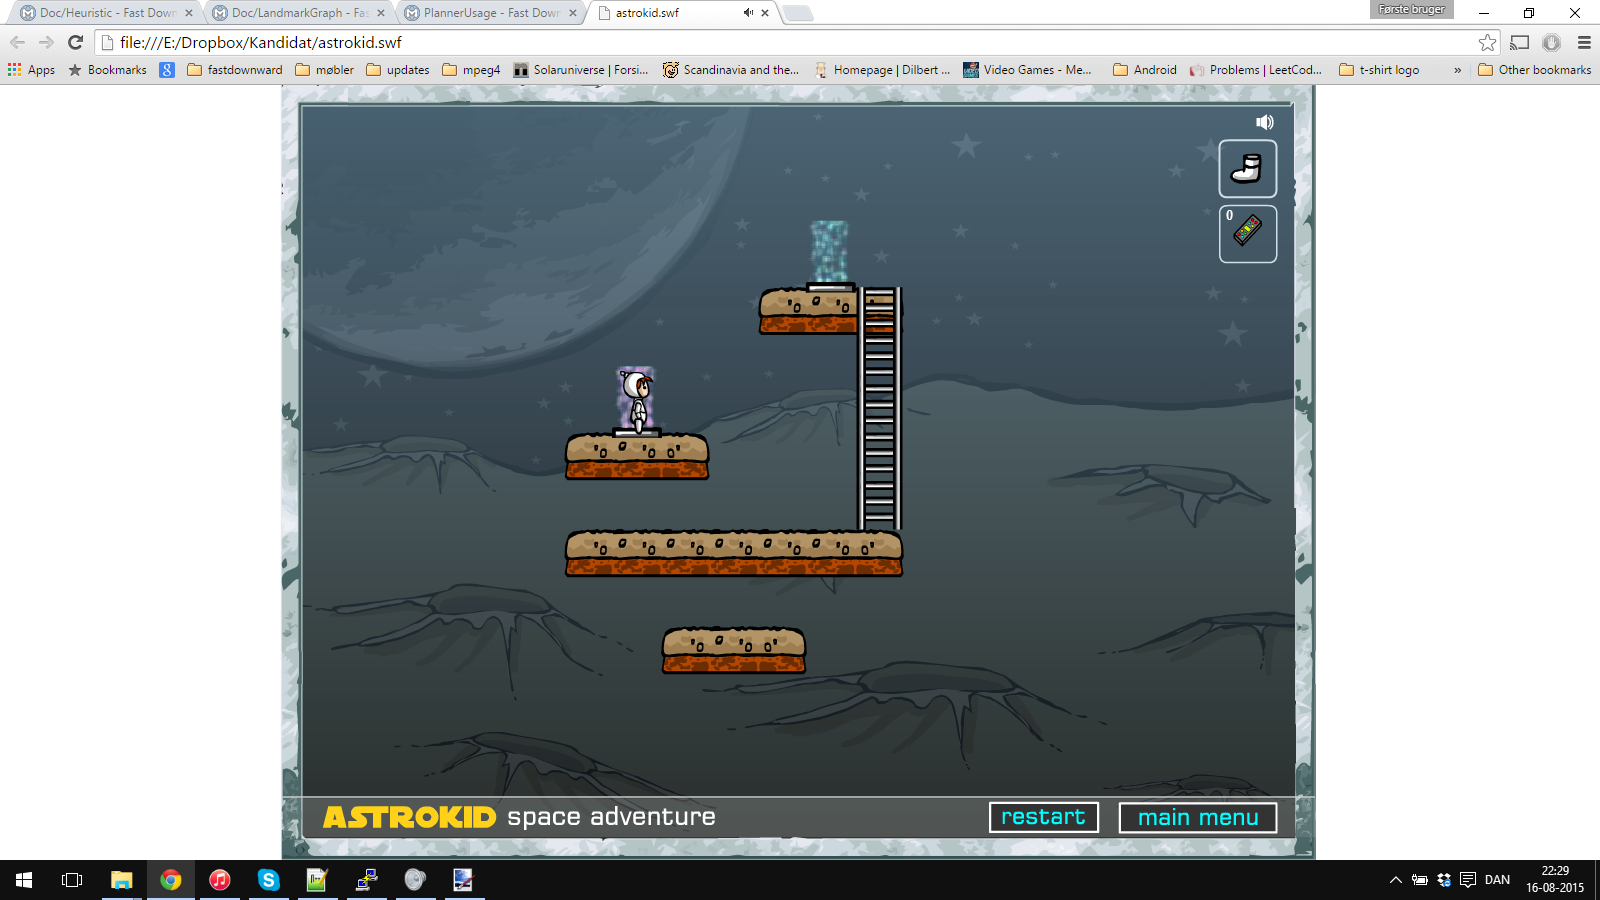 Doc/Heuristic - Fast Down
Doc/LandmarkGraph - Fas
PlannerUsage - Fast Down
astrokid.swf
Første bruger
file:///E:/Dropbox/Kandidat/astrokid.swf
Apps
Bookmarks
8
fastdownward
møbler
updates
mpeg4
Solaruniverse | Forsi...
Scandinavia and the...
Homepage | Dilbert ...
Video Games - Me...
Android
Problems | LeetCod...
t-shirt logo
»
Other bookmarks
0
ASTROKID space adventure
restart
main menu
DAN
22:29
16-08-2015